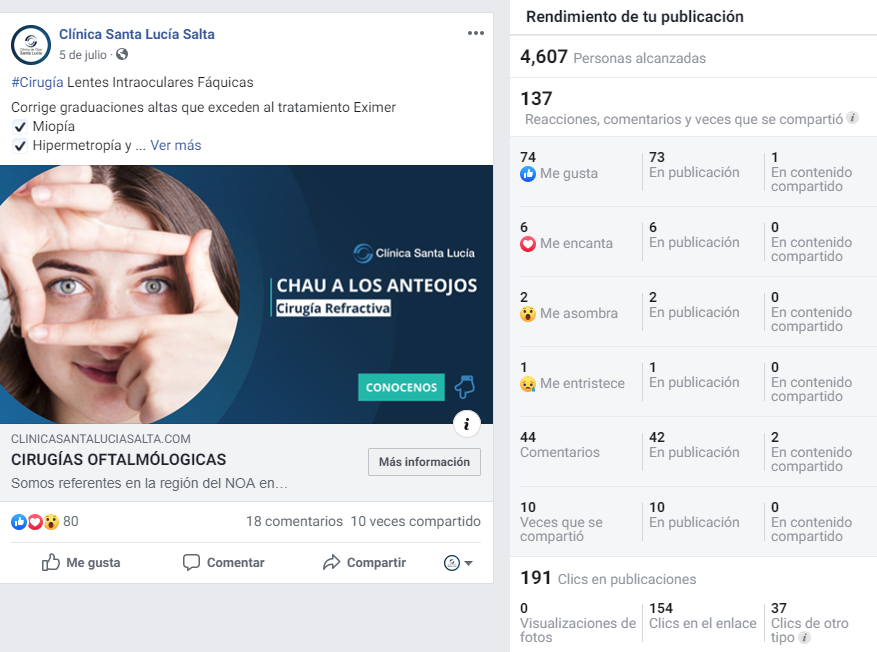 Clínica Santa Lucía Salta
5 de julio ·
#Cirugía Lentes Intraoculares Fáquicas
Corrige graduaciones altas que exceden al tratamiento Eximer
✔ Miopía
✔ Hipermetropía y ... Ver más
Clínica Santa Lucía
CHAU A LOS ANTEOJOS
Cirugía Refractiva
CONOCENOS
CLINICASANTALUCIASALTA.COM
CIRUGÍAS OFTALMÓLOGICAS
Somos referentes en la región del NOA en...
Más información
80
18 comentarios 10 veces compartido
Me gusta Comentar Compartir
Rendimiento de tu publicación
4,607 Personas alcanzadas
137
Reacciones, comentarios y veces que se compartió
74 73 1
Me gusta En publicación En contenido
compartido
6 6 0
Me encanta En publicación En contenido
compartido
2 2 0
Me asombra En publicación En contenido
compartido
1 1 0
Me entristece En publicación En contenido
compartido
44 42 2
Comentarios En publicación En contenido
compartido
10 10 0
Veces que se En publicación En contenido
compartió compartido
191 Clics en publicaciones
0 154 37
Visualizaciones de Clics en el enlace Clics de otro
fotos tipo